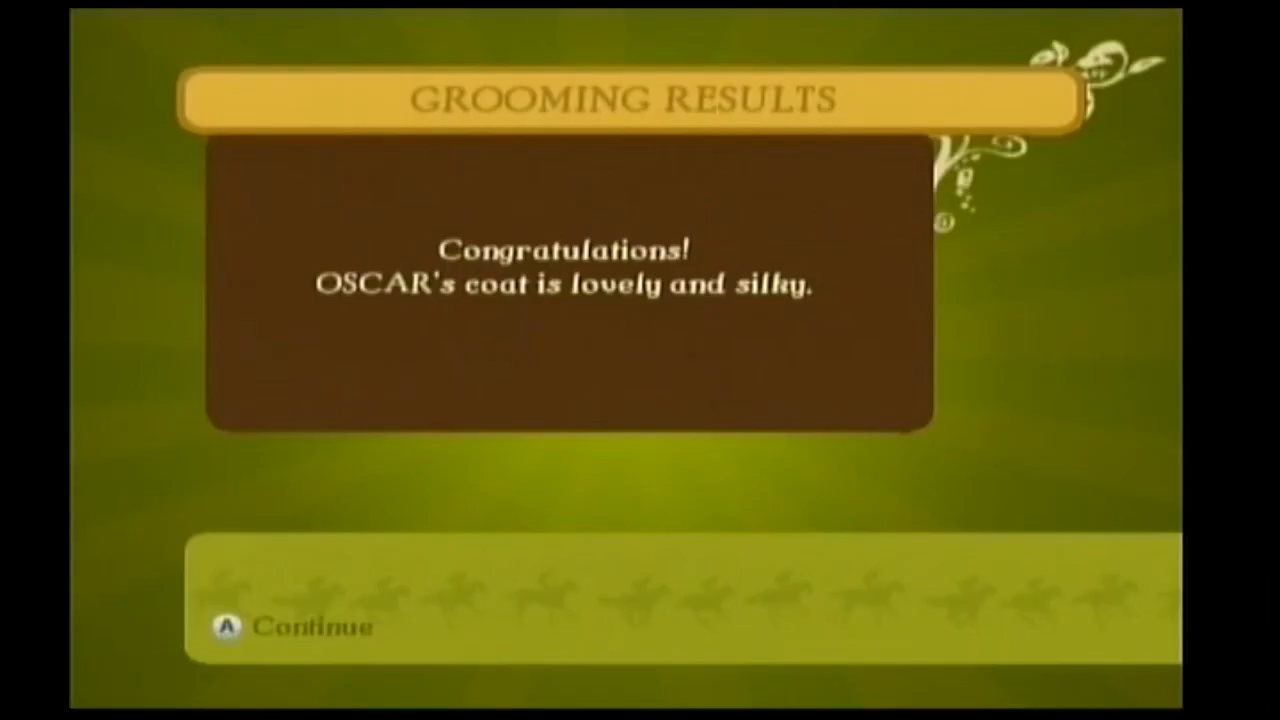 GROOMING RESULTS
Congratulations!
OSCAR's coat is lovely and silky.
A Continue